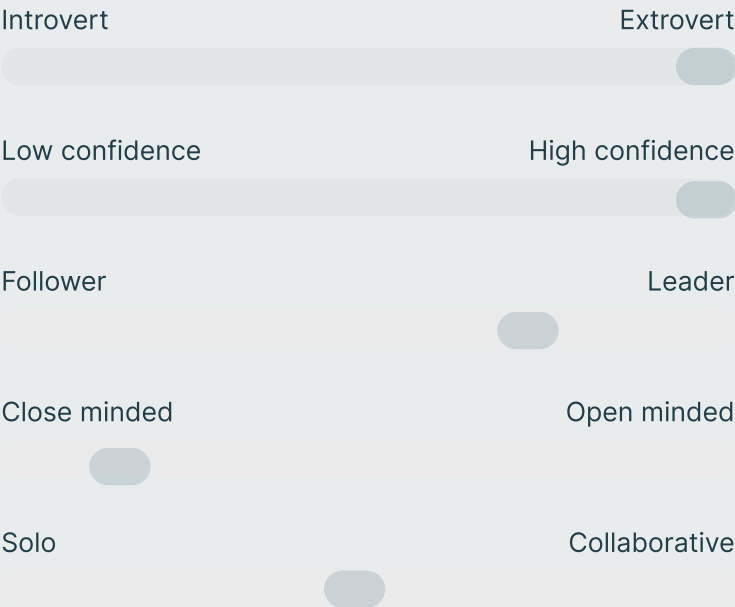 Introvert Extrovert
Low confidence High confidence
Follower Leader
Close minded Open minded
Solo Collaborative